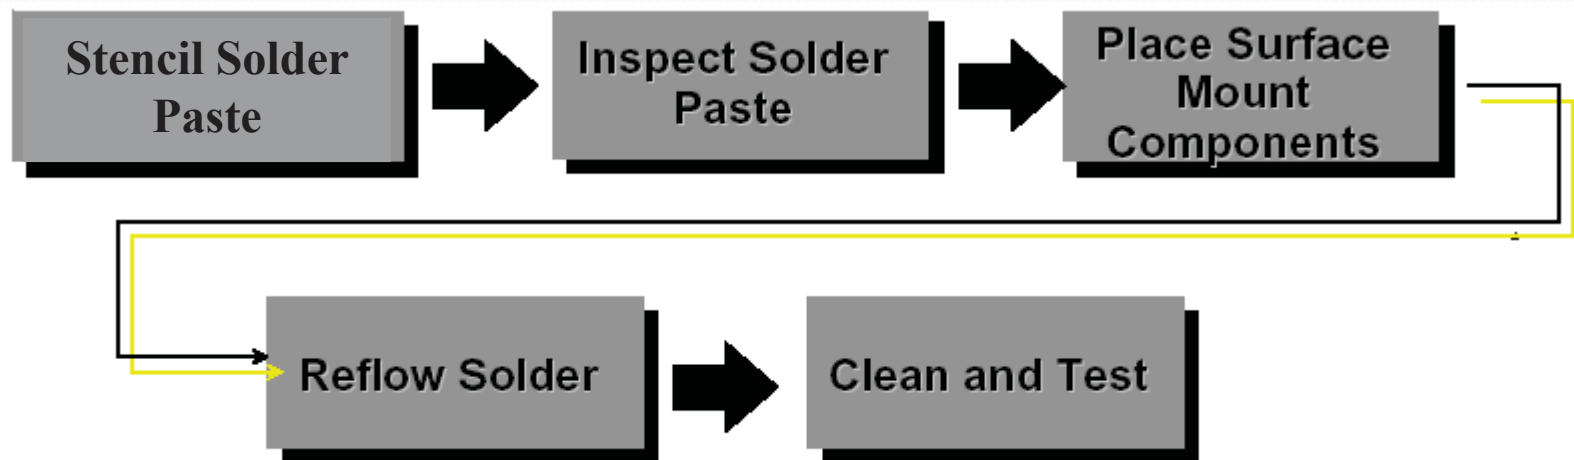 Stencil Solder
Paste
Inspect Solder
Paste
Place Surface
Mount
Components
Reflow Solder
Clean and Test